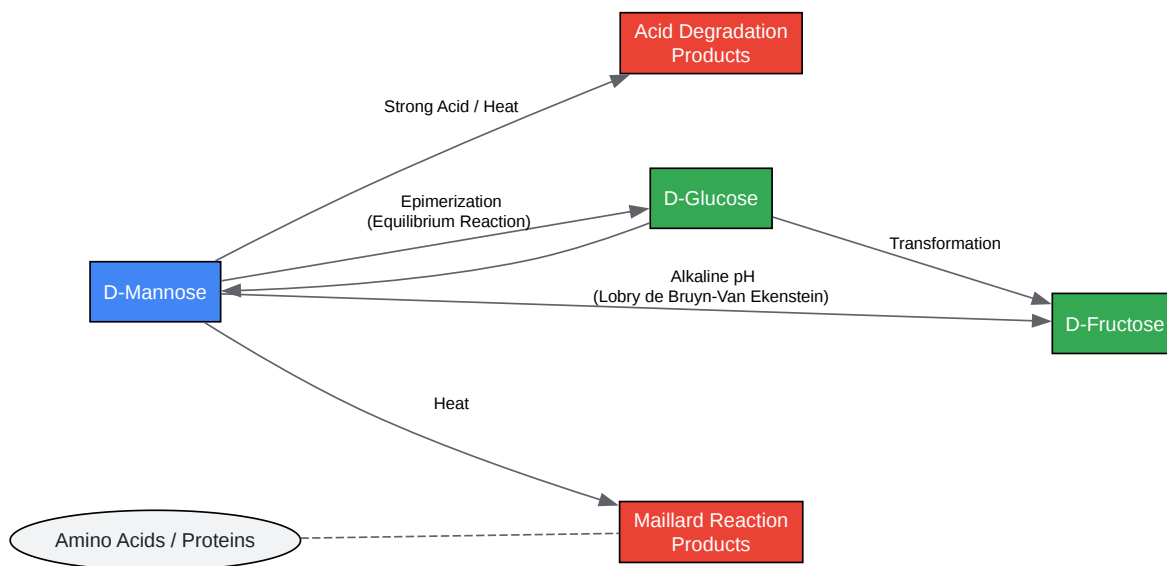 Acid Degradation
Products
Strong Acid / Heat
D-Glucose
Epimerization
(Equilibrium Reaction)
Transformation
Alkaline pH
(Lobry de Bruyn-Van Ekenstein)
D-Mannose
D-Fructose
Heat
Maillard Reaction
Products
Amino Acids / Proteins